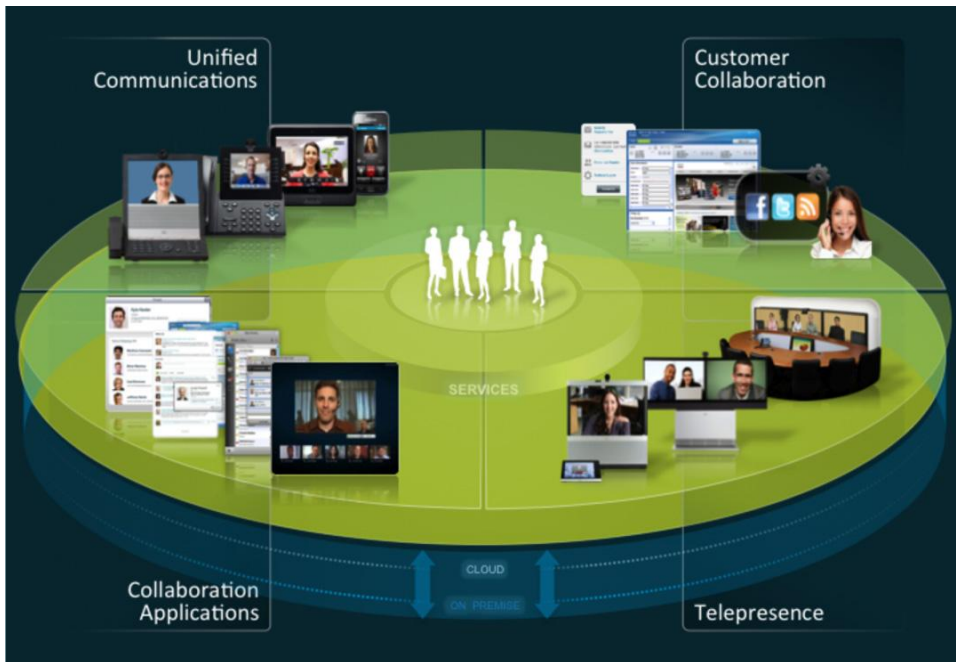 Unified
Communications
Customer
Collaboration
SERVICES
CLOUD
ON PREMISE
Collaboration
Applications
Telepresence